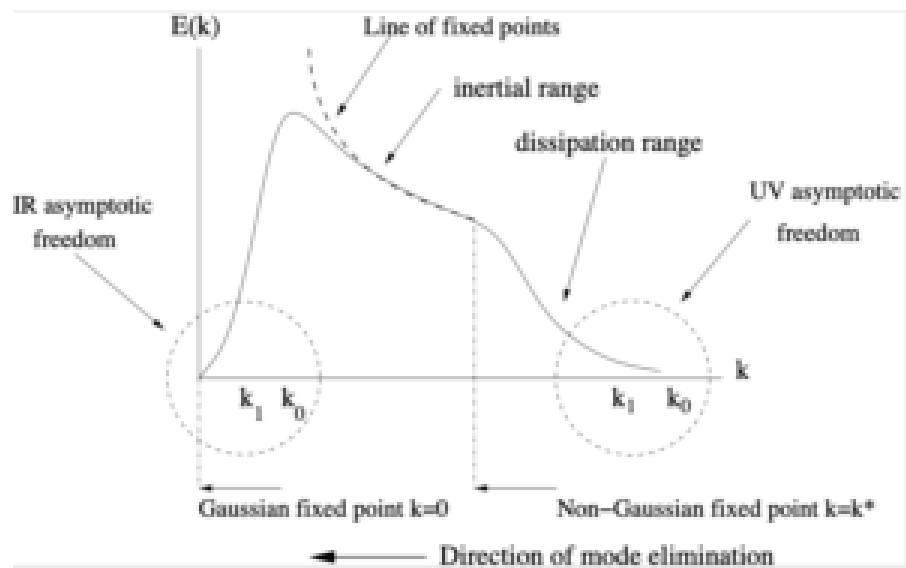 E(k)
Line of fixed points
inertial range
dissipation range
IR asymptotic
freedom
UV asymptotic
freedom
k
k₁ k₀
k₁ k₀
Gaussian fixed point k=0
Non-Gaussian fixed point k=k*
Direction of mode elimination